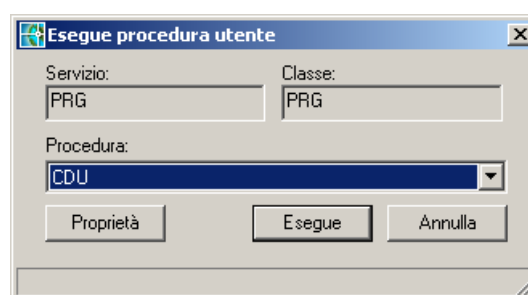 Esegue procedura utente
Servizio: Classe:
PRG PRG
Procedura:
CDU
Proprietà Esegue Annulla